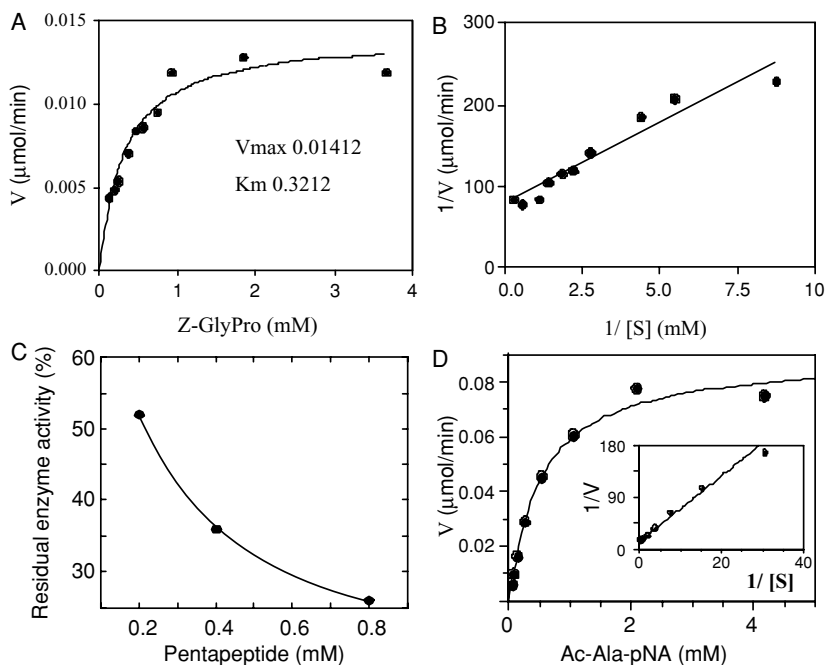 A
V (μmol/min)
0.015
0.010
0.005
0.000
Vmax 0.01412
Km 0.3212
0
1
2
3
4
Z-GlyPro (mM)
B
1/V (μmol/min)
300
200
100
0
0.0
2.5
5.0
7.5
10
1/ [S] (mM)
C
Residual enzyme activity (%)
60
50
40
30
0.2
0.4
0.6
0.8
Pentapeptide (mM)
D
V (μmol/min)
0.08
0.06
0.04
0.02
0
2
4
Ac-Ala-pNA (mM)
1/V
180
90
0
0
20
40
1/ [S]